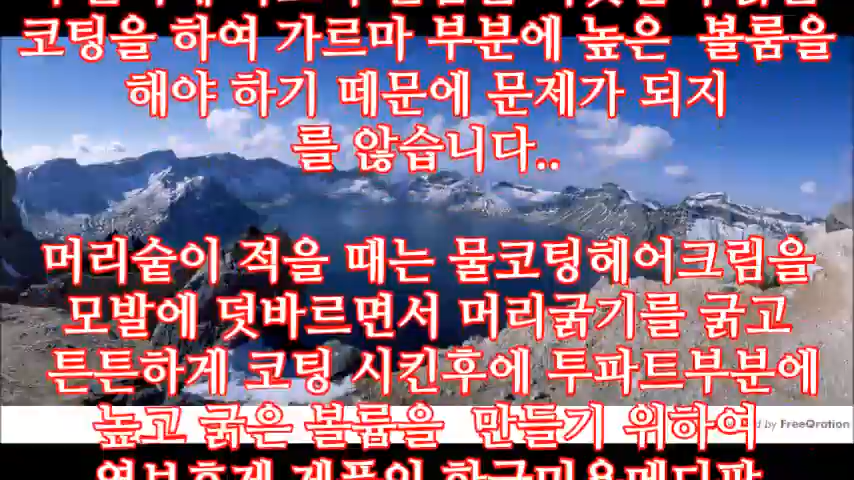 코팅을 하여 가르마 부분에 높은 볼룸을
해야 하기 떼문에 문제가 되지
를 않습니다..
머리숱이 적을 때는 물코팅헤어크림을
모발에 덧바르면서 머리굵기를 굵고
튼튼하게 코팅 시킨후에 투파트부분에
높고 굵은 볼륨을 만들기 위하여
by FreeQration